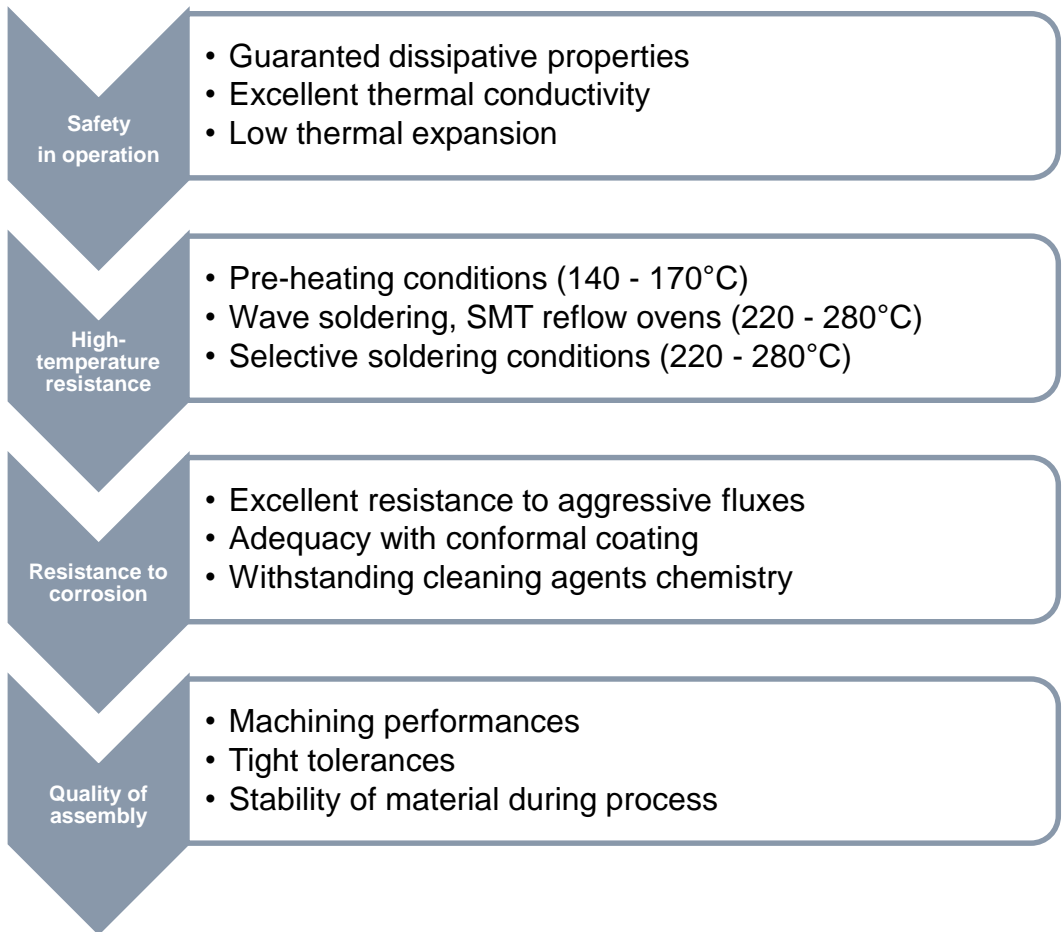 Safety
in operation
• Guaranted dissipative properties
• Excellent thermal conductivity
• Low thermal expansion
High-
temperature
resistance
• Pre-heating conditions (140 - 170°C)
• Wave soldering, SMT reflow ovens (220 - 280°C)
• Selective soldering conditions (220 - 280°C)
Resistance to
corrosion
• Excellent resistance to aggressive fluxes
• Adequacy with conformal coating
• Withstanding cleaning agents chemistry
Quality of
assembly
• Machining performances
• Tight tolerances
• Stability of material during process